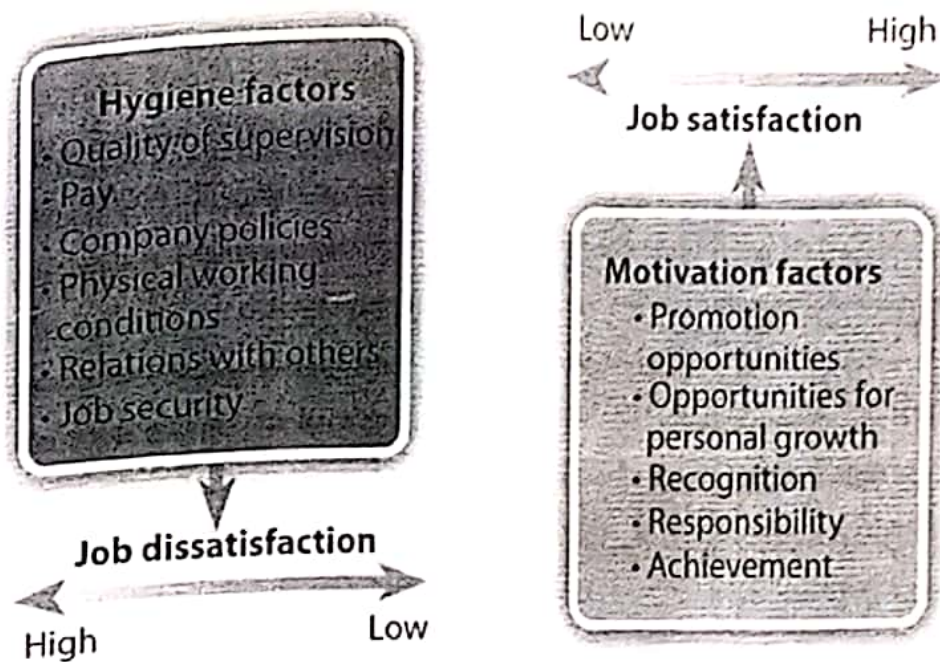 Hygiene factors
• Quality of supervision
• Pay
• Company policies
• Physical working
conditions
• Relations with others
• Job security
Job dissatisfaction
High Low
Low High
Job satisfaction
Motivation factors
• Promotion
opportunities
• Opportunities for
personal growth
• Recognition
• Responsibility
• Achievement